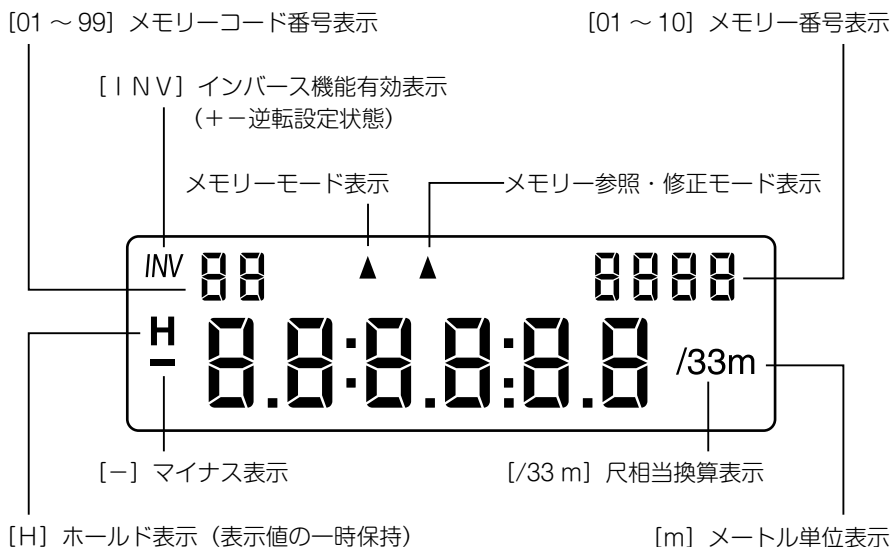 [01～99] メモリーコード番号表示
[01～10] メモリー番号表示
[ＩＮＶ] インバース機能有効表示
(＋－逆転設定状態)
メモリーモード表示
メモリー参照・修正モード表示
INV 88 ▲ ▲ 8888
H
− 8.8:8.8:8.8 /33m
[－] マイナス表示
[/33 m] 尺相当換算表示
[H] ホールド表示（表示値の一時保持）
[m] メートル単位表示